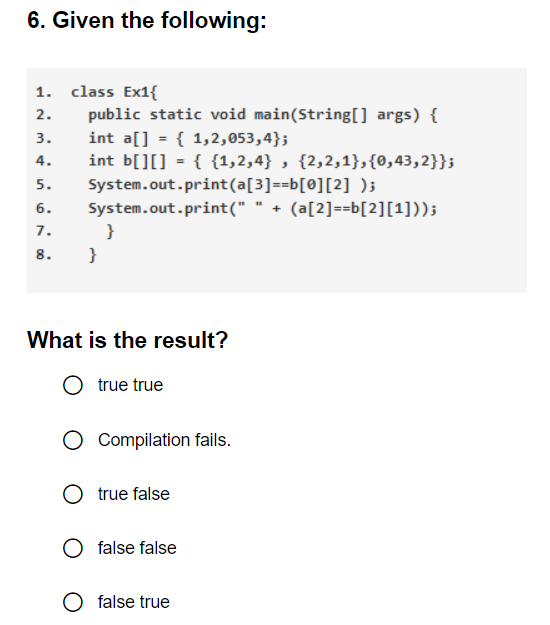 6. Given the following:
1. class Ex1{
2. public static void main(String[] args) {
3. int a[] = { 1,2,053,4};
4. int b[][] = { {1,2,4} , {2,2,1},{0,43,2}};
5. System.out.print(a[3]==b[0][2] );
6. System.out.print(" " + (a[2]==b[2][1]));
7. }
8. }
What is the result?
true true
Compilation fails.
true false
false false
false true